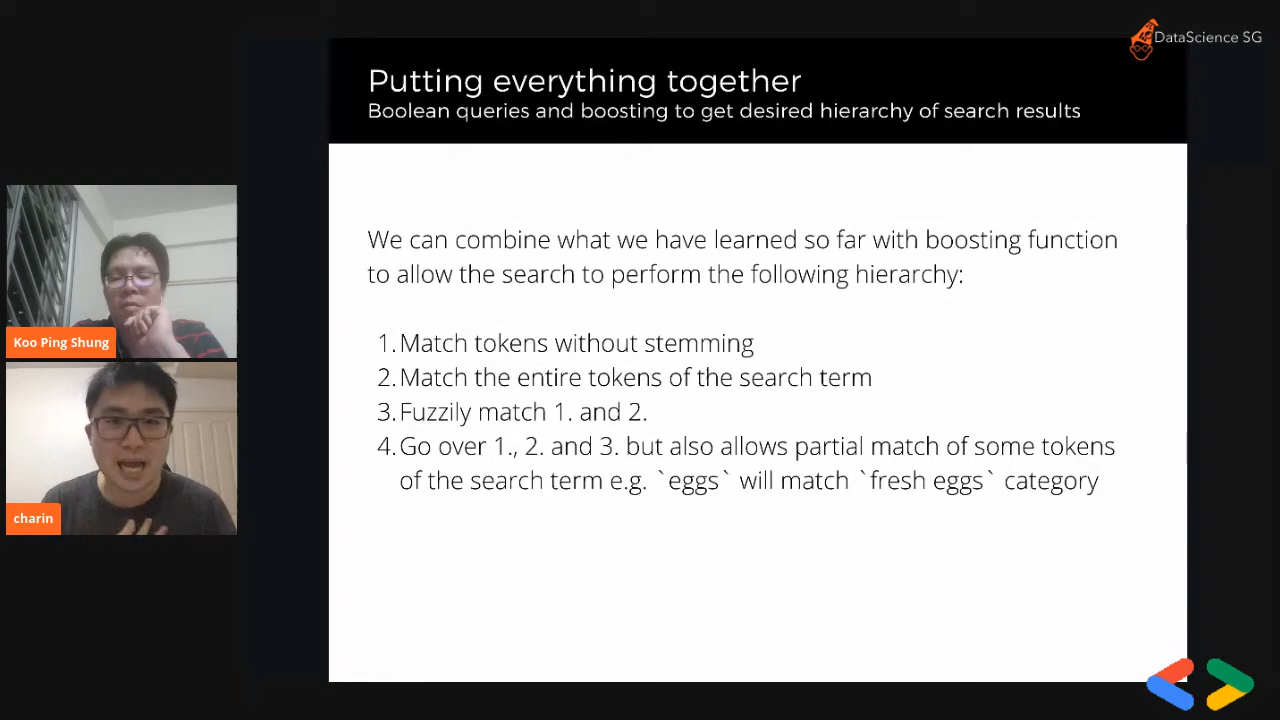 DataScience SG
Putting everything together
Boolean queries and boosting to get desired hierarchy of search results
We can combine what we have learned so far with boosting function
to allow the search to perform the following hierarchy:
1. Match tokens without stemming
2. Match the entire tokens of the search term
3. Fuzzily match 1. and 2.
4. Go over 1., 2. and 3. but also allows partial match of some tokens
of the search term e.g. `eggs` will match `fresh eggs` category
Koo Ping Shung
charin